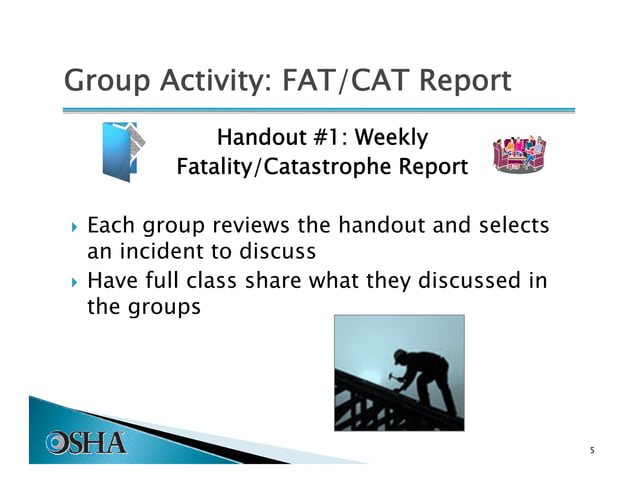 Group Activity: FAT/CAT Report
Handout #1: Weekly
Fatality/Catastrophe Report
Each group reviews the handout and selects
an incident to discuss
Have full class share what they discussed in
the groups
OSHA
5